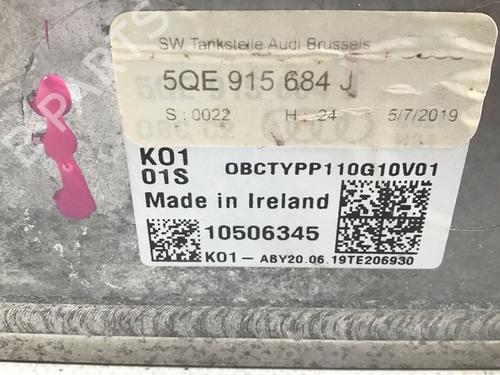 SW Tankstelle Audi Brussels
5QE 915 684 J
S : 0022 H : 24 5/7/2019
K01
01S
OBCTYPP110G10V01
Made in Ireland
10506345
K01- ABY20.06.19TE206930
B PARTS